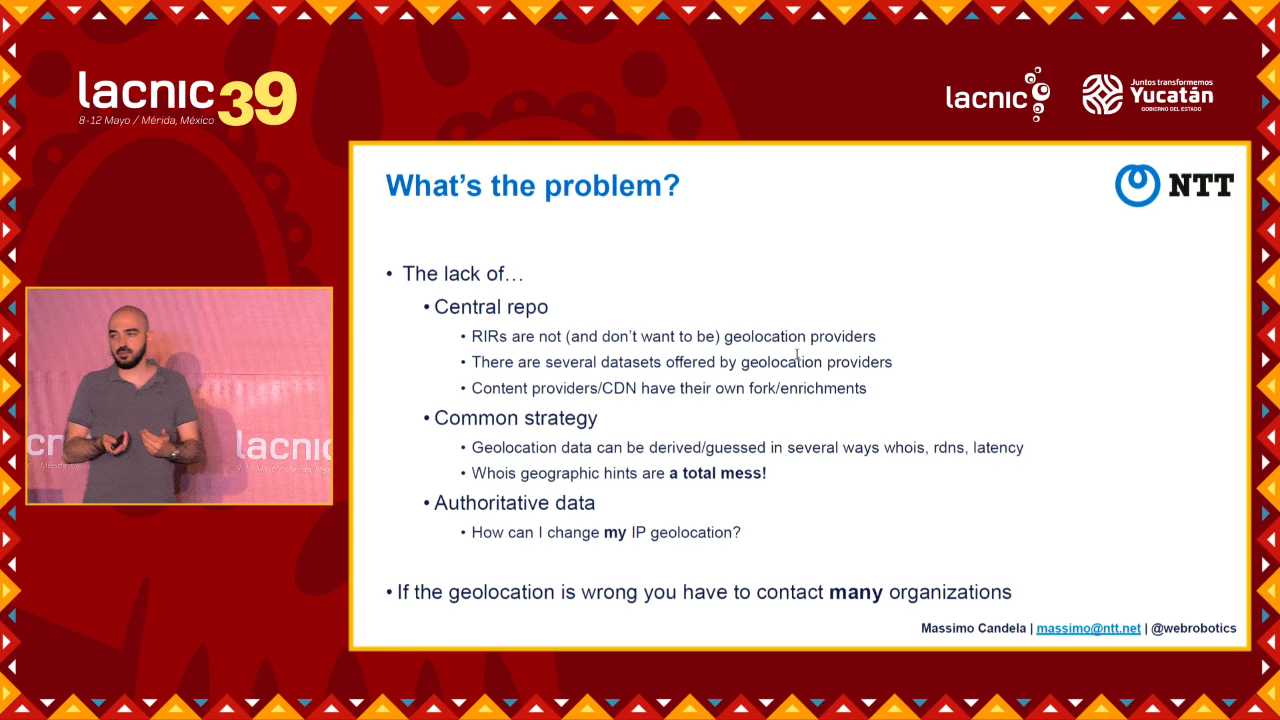 lacnic 39
8-12 Mayo / Mérida, México
lacnic
Juntos transformemos
Yucatán
GOBIERNO DEL ESTADO
What's the problem?
NTT
• The lack of…
• Central repo
• RIRs are not (and don't want to be) geolocation providers
• There are several datasets offered by geolocation providers
• Content providers/CDN have their own fork/enrichments
• Common strategy
• Geolocation data can be derived/guessed in several ways whois, rdns, latency
• Whois geographic hints are a total mess!
• Authoritative data
• How can I change my IP geolocation?
• If the geolocation is wrong you have to contact many organizations
Massimo Candela | massimo@ntt.net | @webrobotics
lacnic